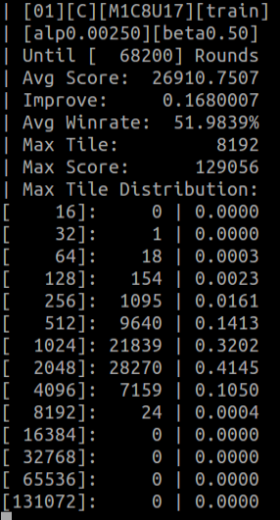 | [01][C][M1C8U17][train]
| [alp0.00250][beta0.50]
| Until [  68200] Rounds
| Avg Score:  26910.7507
| Improve:     0.1680007
| Avg Winrate:  51.9839%
| Max Tile:         8192
| Max Score:      129056
| Max Tile Distribution:
[    16]:     0 | 0.0000
[    32]:     1 | 0.0000
[    64]:    18 | 0.0003
[   128]:   154 | 0.0023
[   256]:  1095 | 0.0161
[   512]:  9640 | 0.1413
[  1024]: 21839 | 0.3202
[  2048]: 28270 | 0.4145
[  4096]:  7159 | 0.1050
[  8192]:    24 | 0.0004
[ 16384]:     0 | 0.0000
[ 32768]:     0 | 0.0000
[ 65536]:     0 | 0.0000
[131072]:     0 | 0.0000